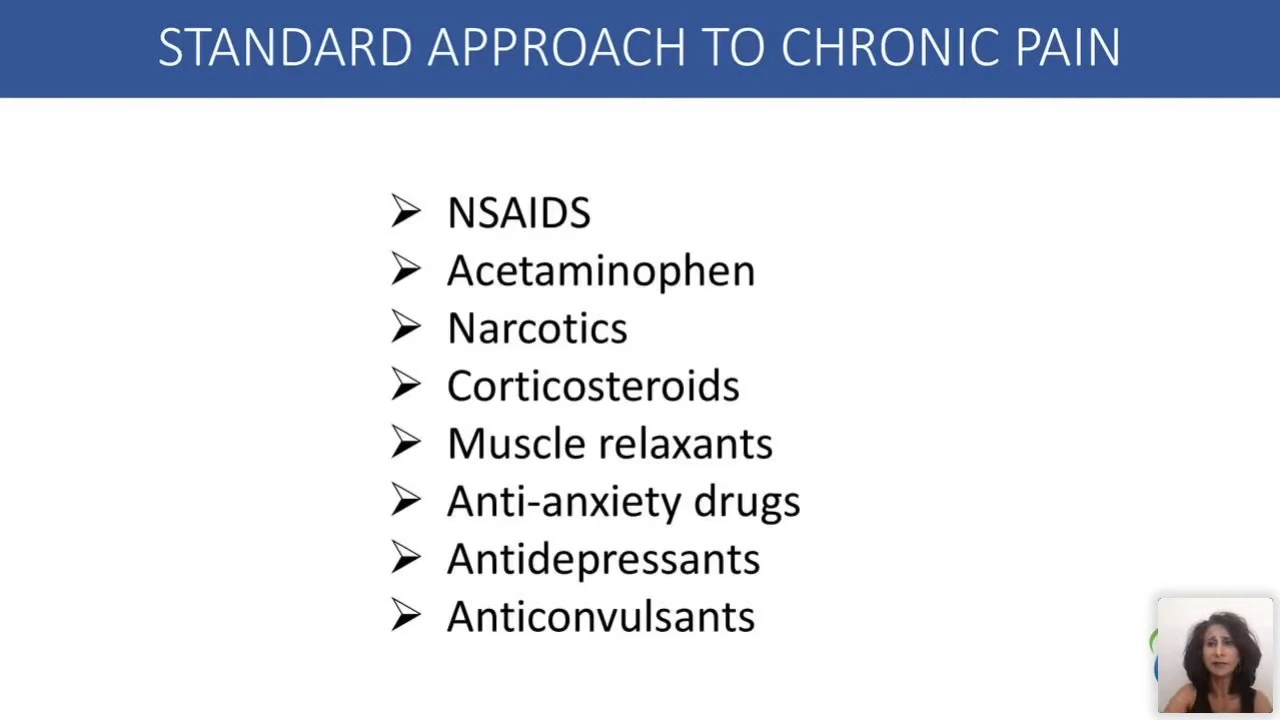 STANDARD APPROACH TO CHRONIC PAIN
NSAIDS
Acetaminophen
Narcotics
Corticosteroids
Muscle relaxants
Anti-anxiety drugs
Antidepressants
Anticonvulsants